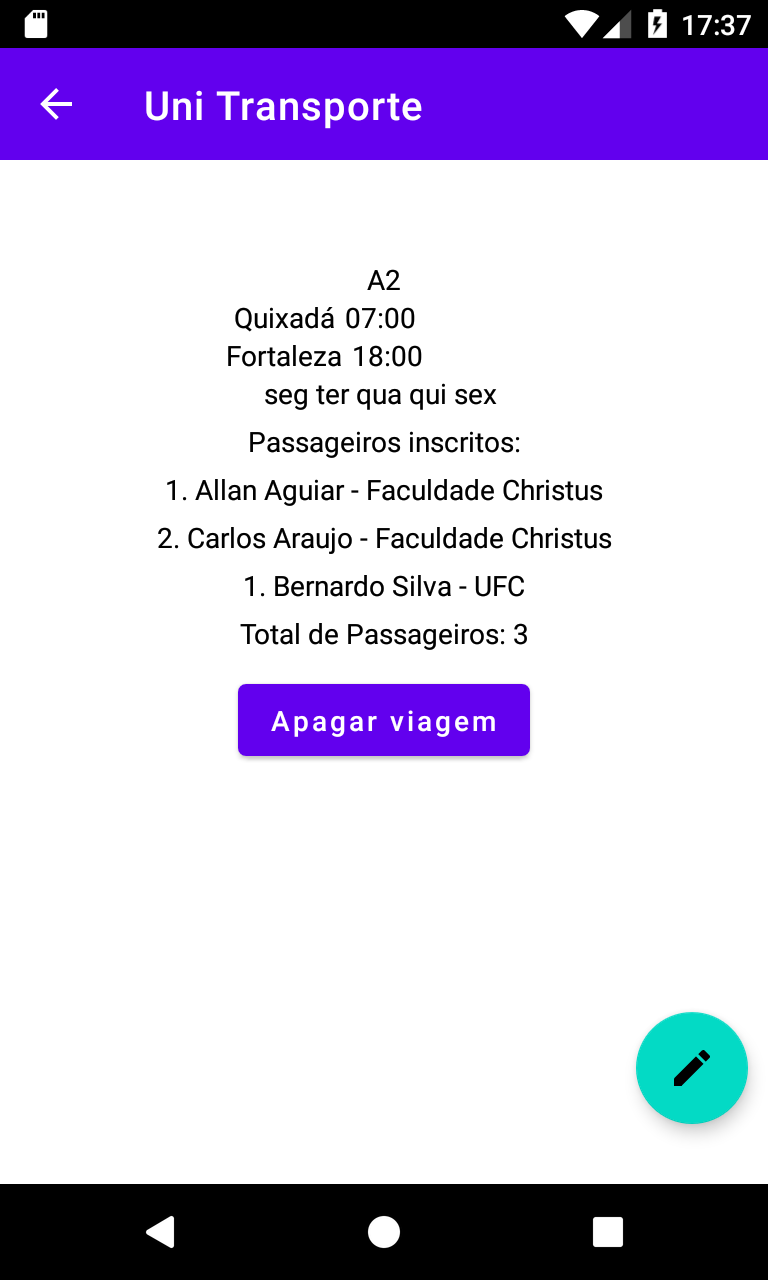 17:37
Uni Transporte
A2
Quixadá 07:00
Fortaleza 18:00
seg ter qua qui sex
Passageiros inscritos:
1. Allan Aguiar - Faculdade Christus
2. Carlos Araujo - Faculdade Christus
1. Bernardo Silva - UFC
Total de Passageiros: 3
Apagar viagem